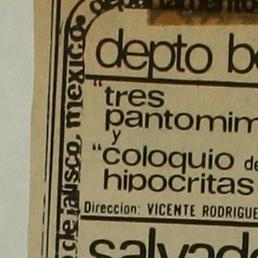 depto b
"tres
pantomim
y
"coloquio de
hipocritas
Direccion: VICENTE RODRIGUE
salvad
de jalisco, mexico.